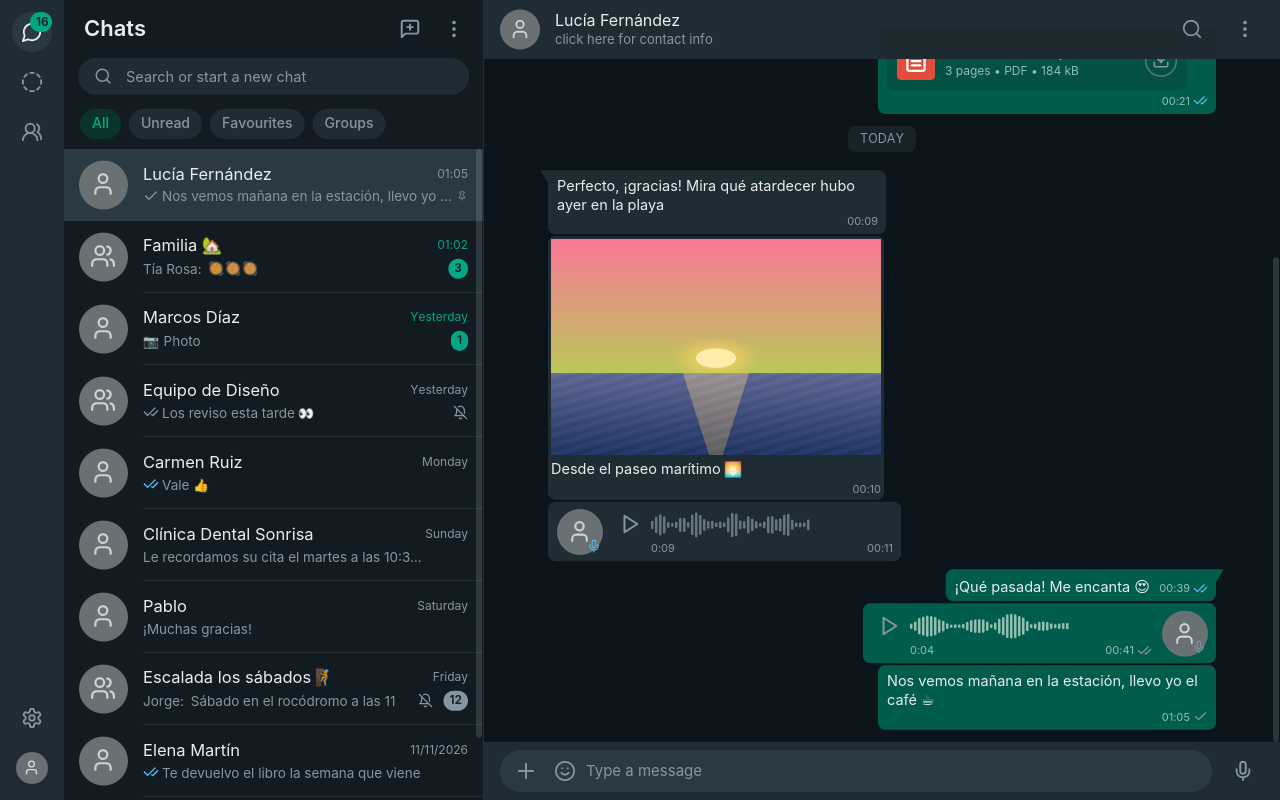 16
Chats
Search or start a new chat
All
Unread
Favourites
Groups
Lucía Fernández
01:05
Nos vemos mañana en la estación, llevo yo ...
Familia 🏡
01:02
Tía Rosa: 🥘🥘🥘
3
Marcos Díaz
Yesterday
📷 Photo
1
Equipo de Diseño
Yesterday
Los reviso esta tarde 👀
Carmen Ruiz
Monday
Vale 👍
Clínica Dental Sonrisa
Sunday
Le recordamos su cita el martes a las 10:3...
Pablo
Saturday
¡Muchas gracias!
Escalada los sábados 🧗
Friday
Jorge: Sábado en el rocódromo a las 11
12
Elena Martín
11/11/2026
Te devuelvo el libro la semana que viene
Lucía Fernández
click here for contact info
3 pages • PDF • 184 kB
00:21
TODAY
Perfecto, ¡gracias! Mira qué atardecer hubo
ayer en la playa
00:09
Desde el paseo marítimo 🌅
00:10
0:09
00:11
¡Qué pasada! Me encanta 😍
00:39
0:04
00:41
Nos vemos mañana en la estación, llevo yo el
café ☕
01:05
Type a message